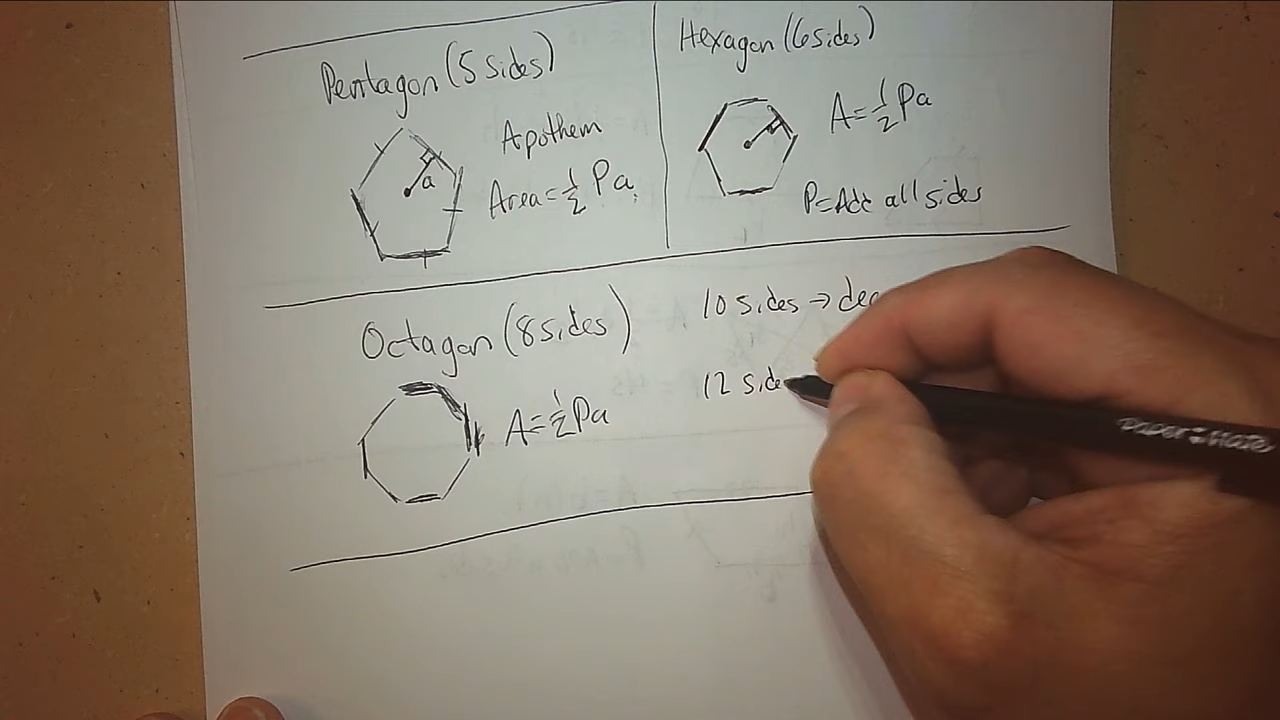 Pentagon (5 sides)
Apothem
a
Area = 1/2 Pa
Hexagon (6 sides)
A = 1/2 Pa
P = Add all sides
Octagon (8 sides)
A = 1/2 Pa
10 sides → dec
12 side
Paper Mate